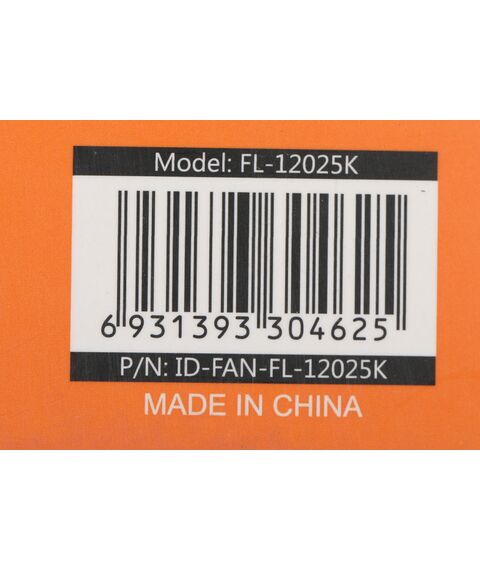 Model: FL-12025K
6 931393 304625
P/N: ID-FAN-FL-12025K
MADE IN CHINA